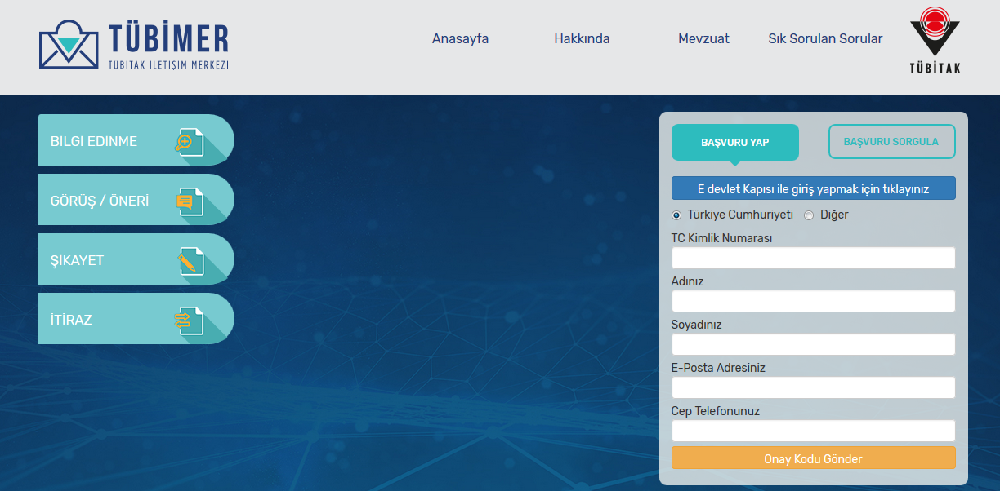 TÜBİMER
TÜBİTAK İLETİŞİM MERKEZİ
Anasayfa
Hakkında
Mevzuat
Sık Sorulan Sorular
TÜBİTAK
BİLGİ EDİNME
GÖRÜŞ / ÖNERİ
ŞİKAYET
İTİRAZ
BAŞVURU YAP
BAŞVURU SORGULA
E devlet Kapısı ile giriş yapmak için tıklayınız
Türkiye Cumhuriyeti
Diğer
TC Kimlik Numarası
Adınız
Soyadınız
E-Posta Adresiniz
Cep Telefonunuz
Onay Kodu Gönder